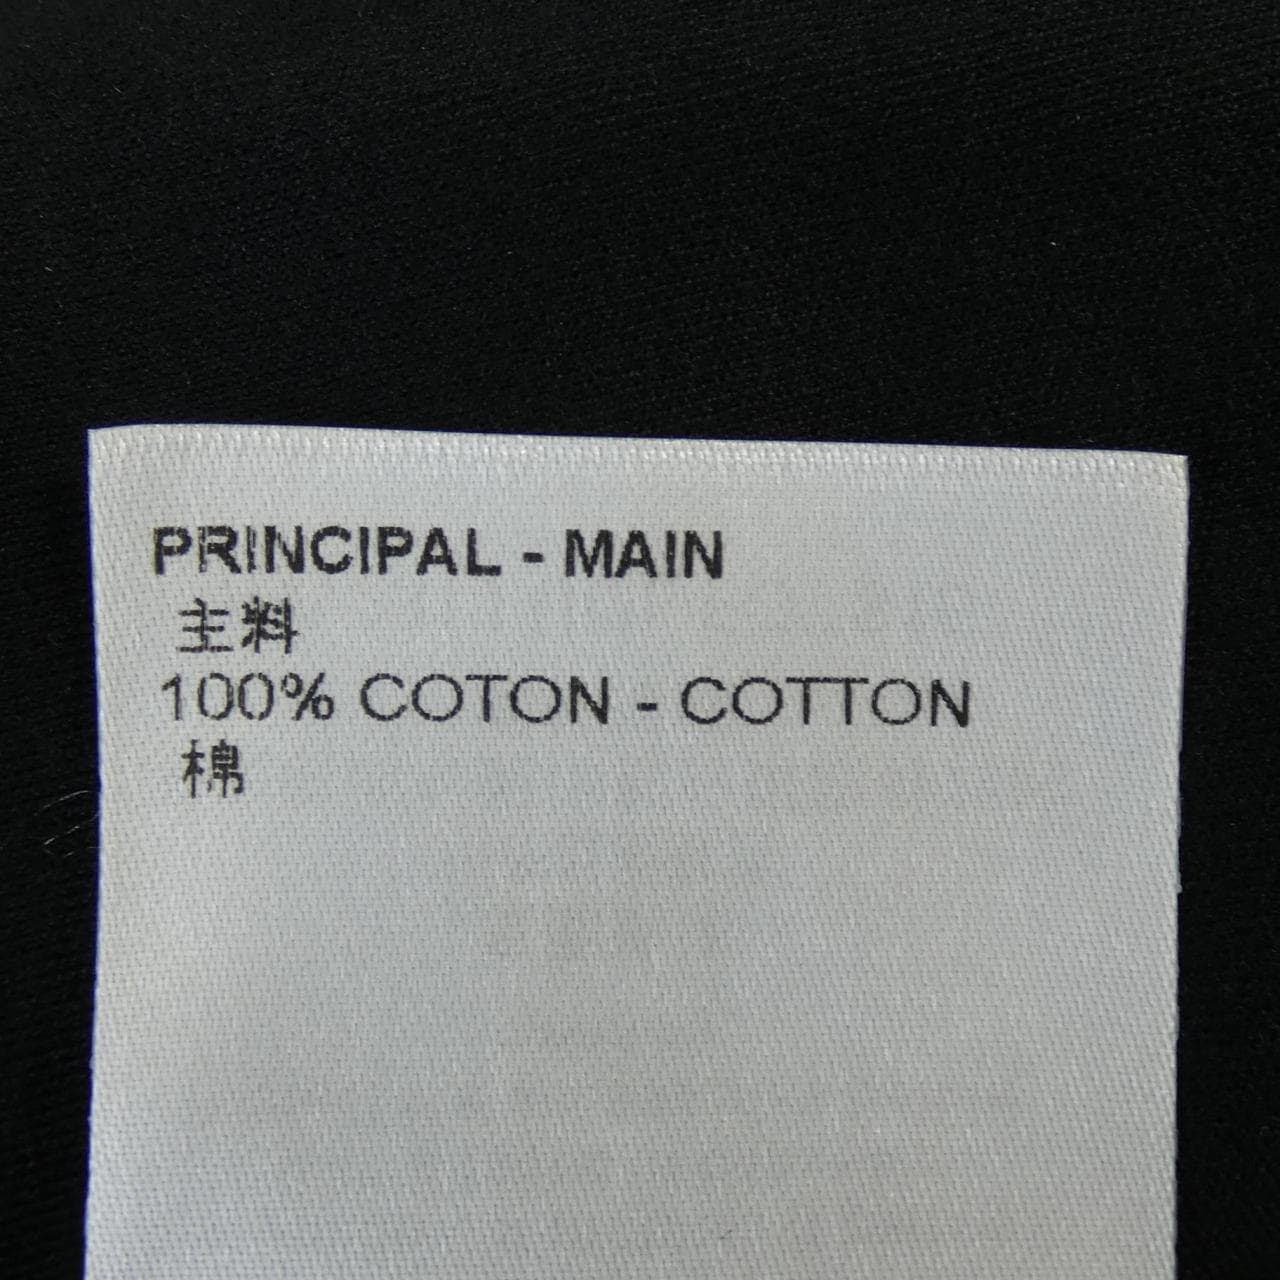 PRINCIPAL - MAIN
主料
100% COTON - COTTON
棉